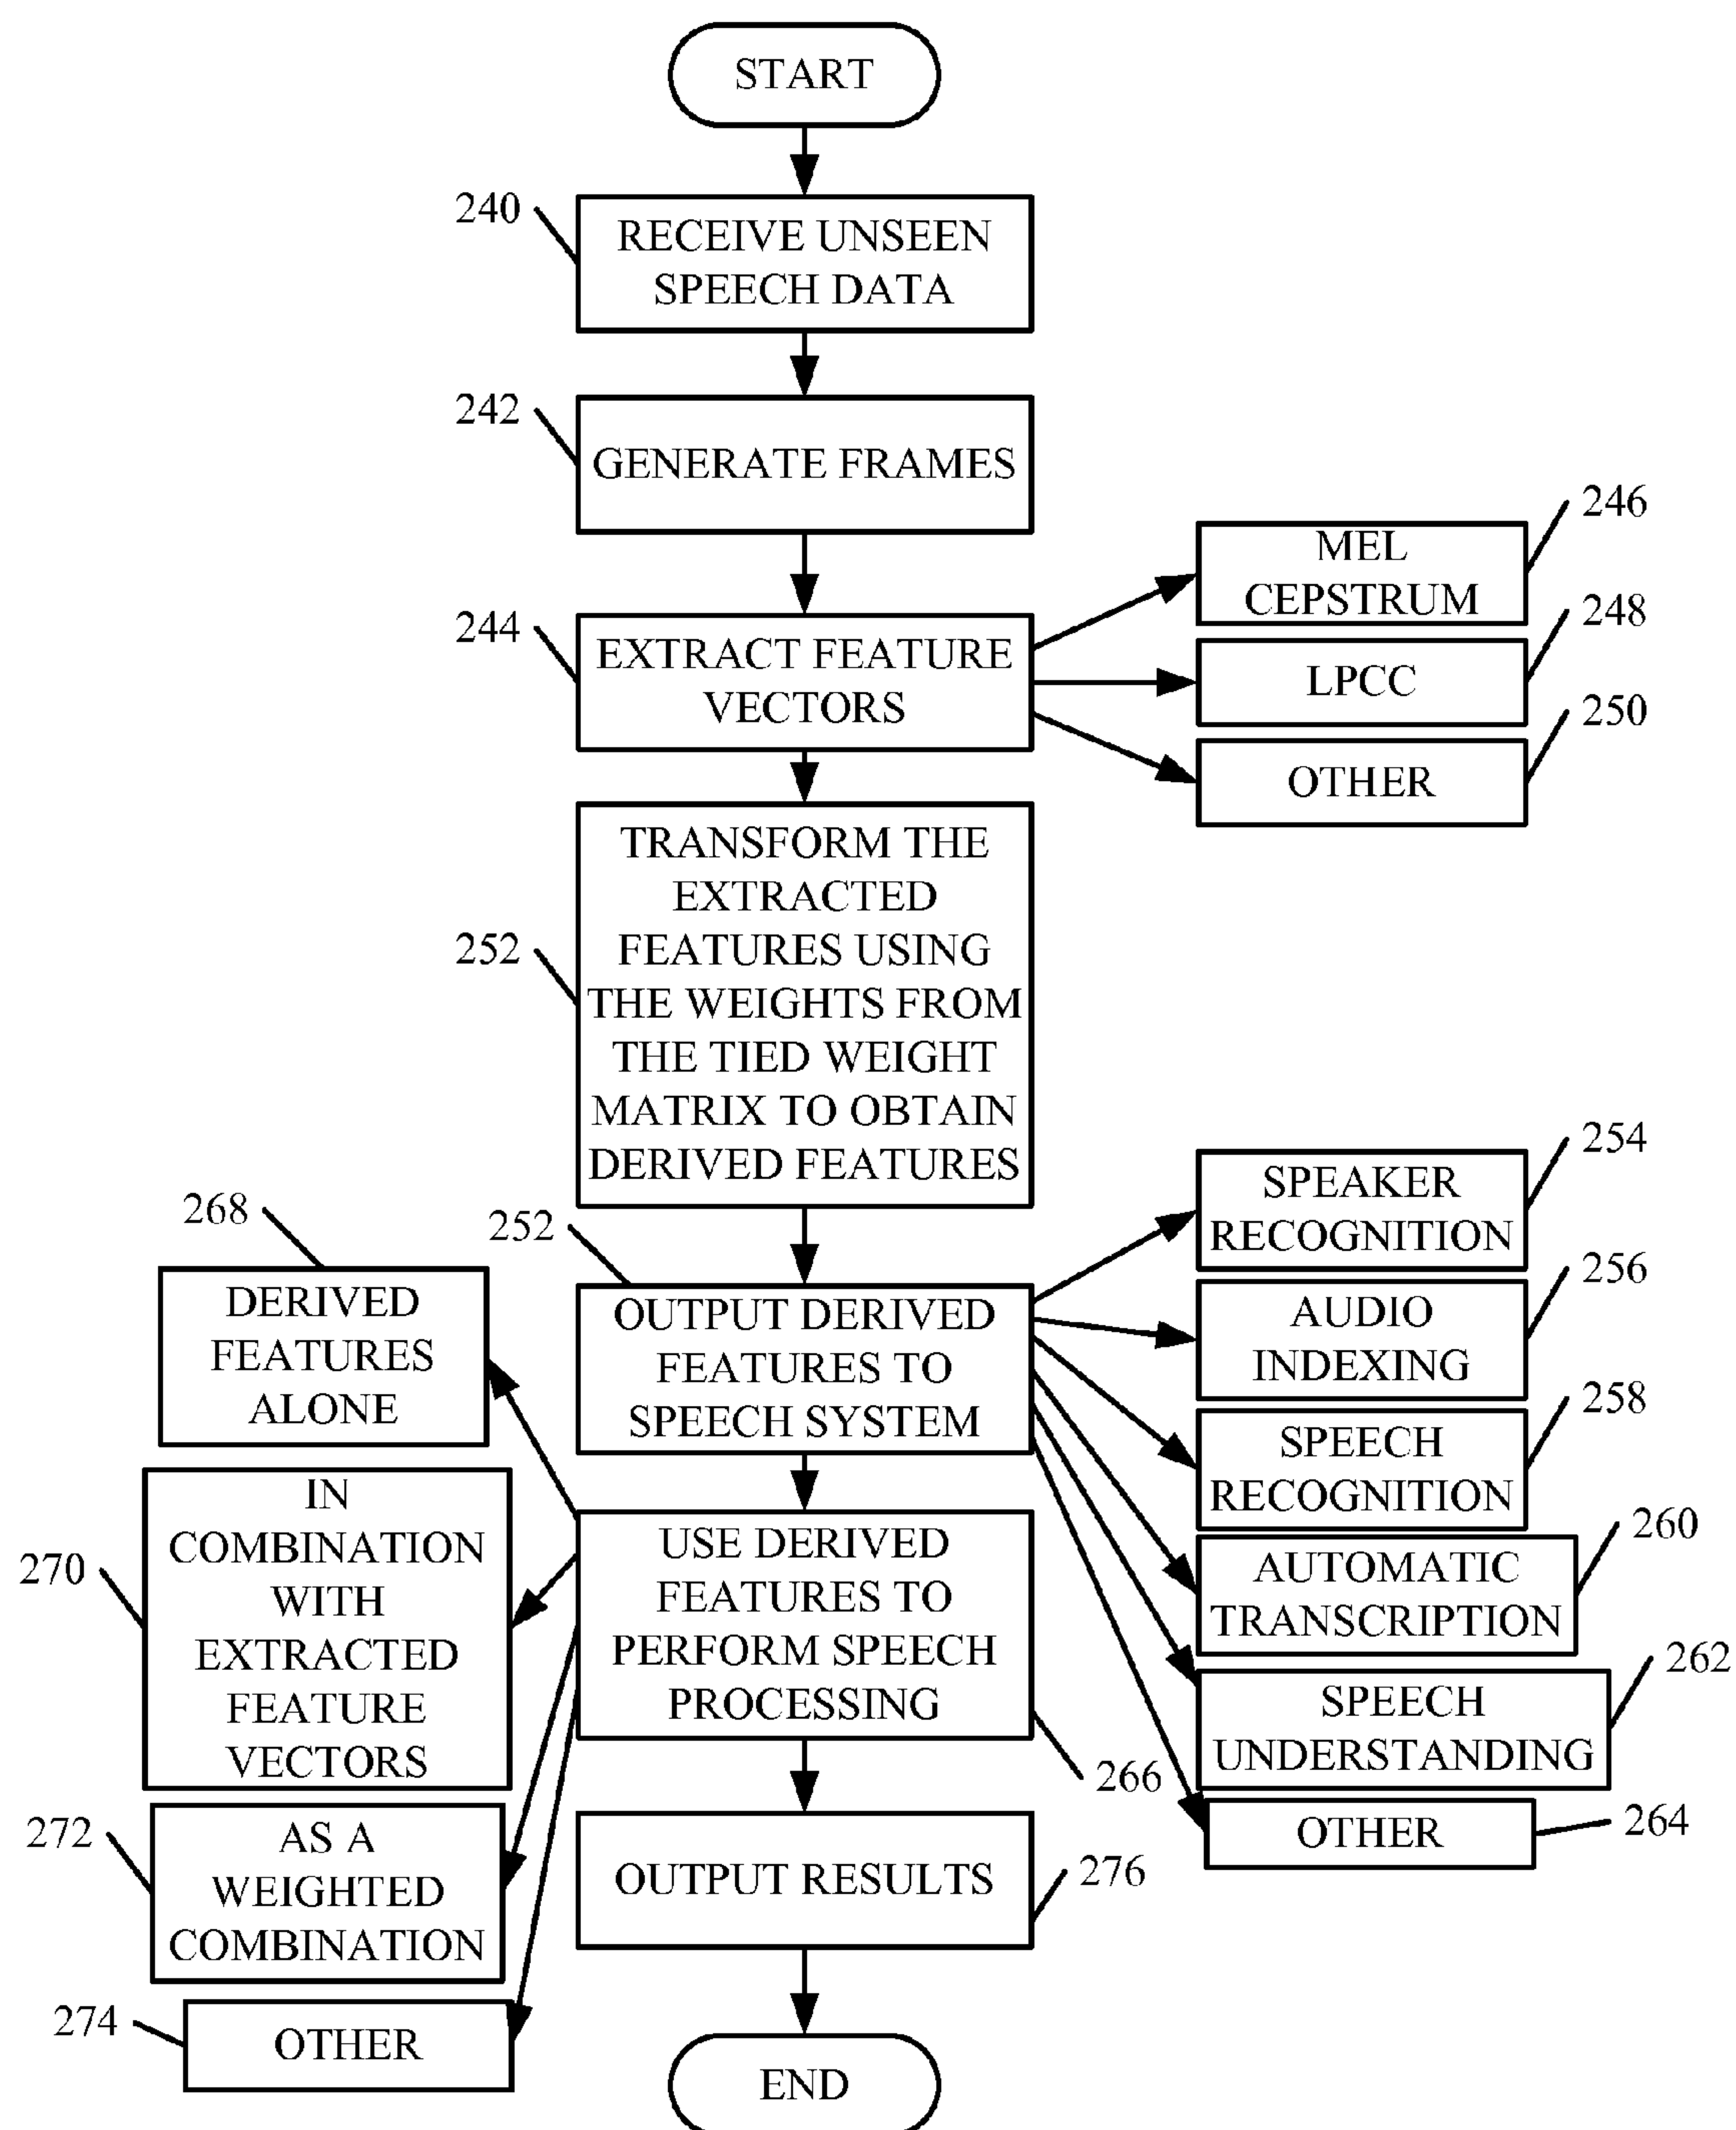 START
240
RECEIVE UNSEEN
SPEECH DATA
242
GENERATE FRAMES
244
EXTRACT FEATURE
VECTORS
246
MEL
CEPSTRUM
248
LPCC
250
OTHER
252
TRANSFORM THE
EXTRACTED
FEATURES USING
THE WEIGHTS FROM
THE TIED WEIGHT
MATRIX TO OBTAIN
DERIVED FEATURES
252
OUTPUT DERIVED
FEATURES TO
SPEECH SYSTEM
254
SPEAKER
RECOGNITION
256
AUDIO
INDEXING
258
SPEECH
RECOGNITION
260
AUTOMATIC
TRANSCRIPTION
262
SPEECH
UNDERSTANDING
264
OTHER
USE DERIVED
FEATURES TO
PERFORM SPEECH
PROCESSING
266
268
DERIVED
FEATURES
ALONE
270
IN
COMBINATION
WITH
EXTRACTED
FEATURE
VECTORS
272
AS A
WEIGHTED
COMBINATION
274
OTHER
OUTPUT RESULTS
276
END